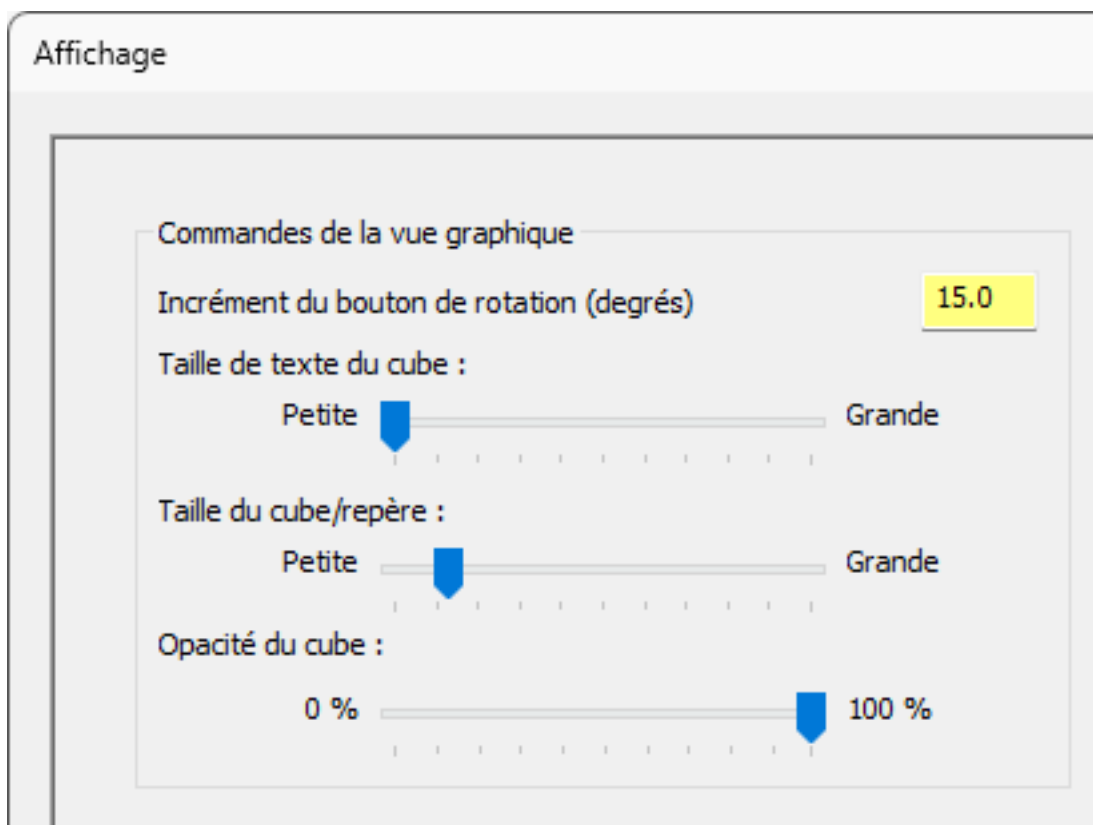 Affichage
Commandes de la vue graphique
Incrément du bouton de rotation (degrés) 15.0
Taille de texte du cube :
Petite Grande
Taille du cube/repère :
Petite Grande
Opacité du cube :
0 % 100 %